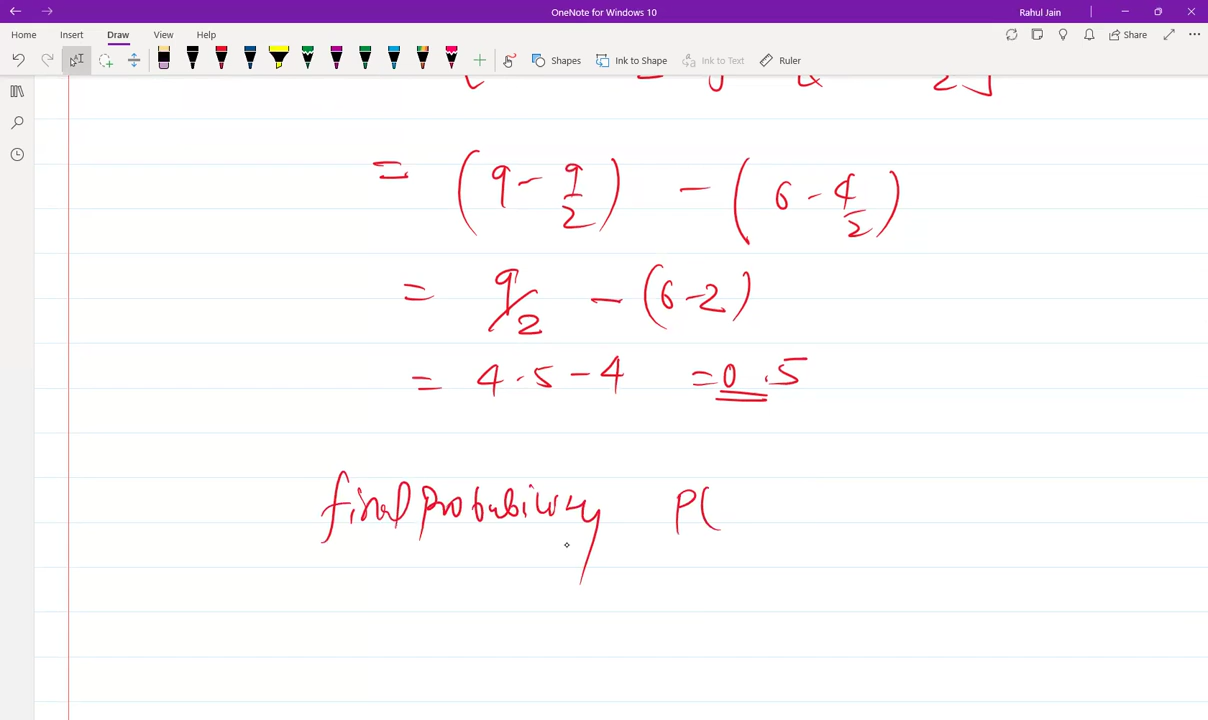 OneNote for Windows 10
Rahul Jain
Home Insert Draw View Help
Share
Shapes Ink to Shape Ink to Text Ruler
= (9 - 9/2) - (6 - 4/2)
= 9/2 - (6-2)
= 4.5 - 4 = 0.5
final probability P(